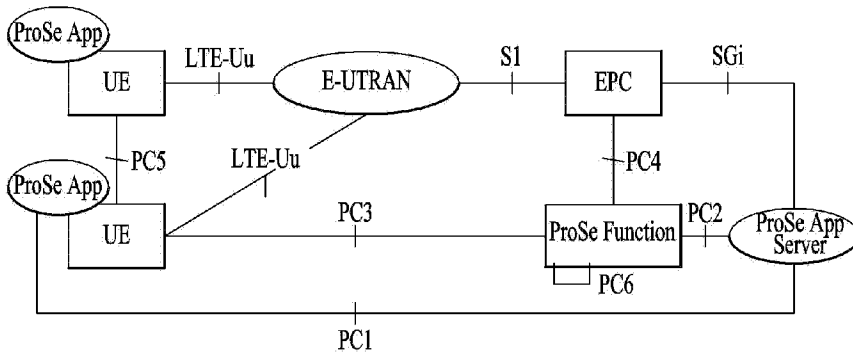 ProSe App
LTE-Uu
S1
SGi
UE
E-UTRAN
EPC
PC5
LTE-Uu
PC4
ProSe App
PC3
PC2
UE
ProSe Function
ProSe App
Server
PC6
PC1